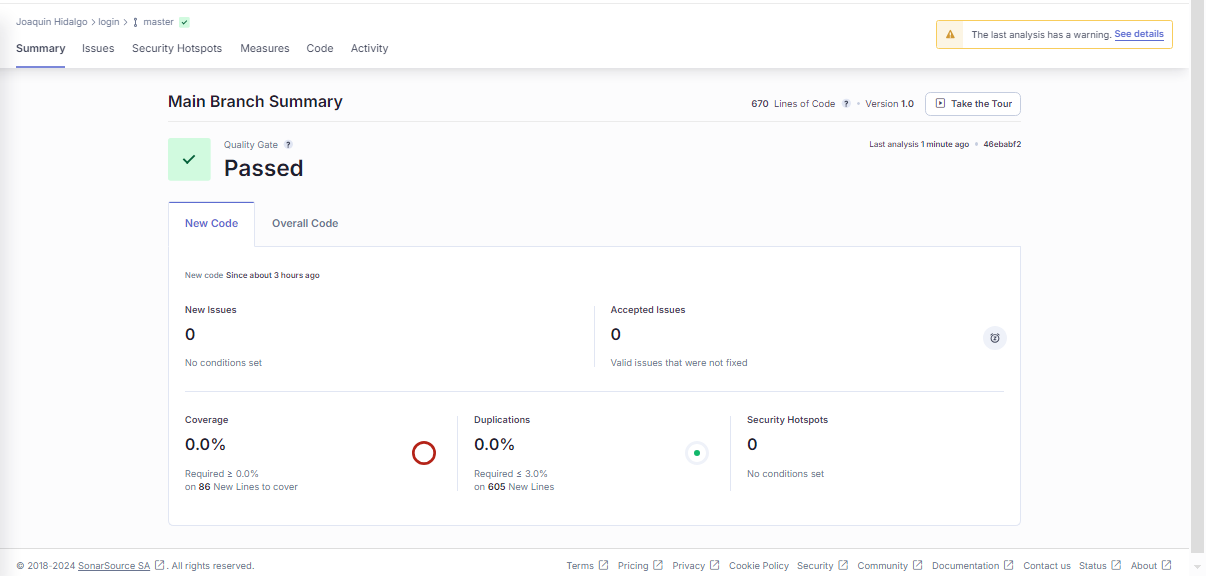 Joaquin Hidalgo > login > master
Summary Issues Security Hotspots Measures Code Activity
The last analysis has a warning. See details
Main Branch Summary
670 Lines of Code ? • Version 1.0 Take the Tour
Quality Gate ?
Passed
Last analysis 1 minute ago • 46ebabf2
New Code Overall Code
New code Since about 3 hours ago
New Issues
0
No conditions set
Accepted Issues
0
Valid issues that were not fixed
Coverage
0.0%
Required ≥ 0.0%
on 86 New Lines to cover
Duplications
0.0%
Required ≤ 3.0%
on 605 New Lines
Security Hotspots
0
No conditions set
© 2018-2024 SonarSource SA. All rights reserved.
Terms Pricing Privacy Cookie Policy Security Community Documentation Contact us Status About